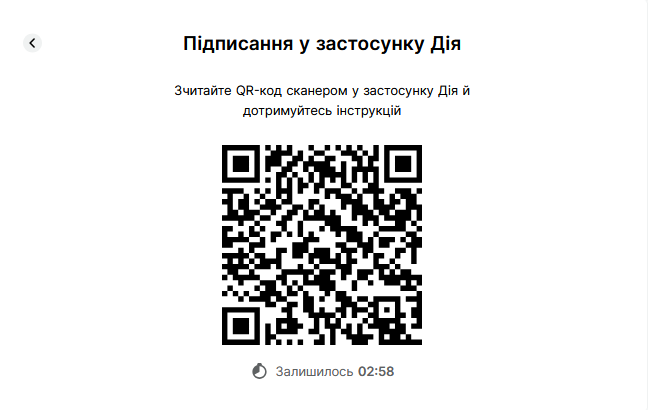 Підписання у застосунку Дія
Зчитайте QR-код сканером у застосунку Дія й
дотримуйтесь інструкцій
Залишилось 02:58